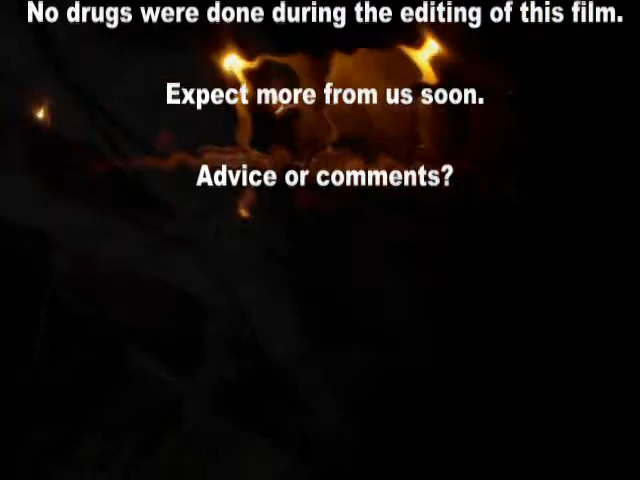 No drugs were done during the editing of this film.
Expect more from us soon.
Advice or comments?